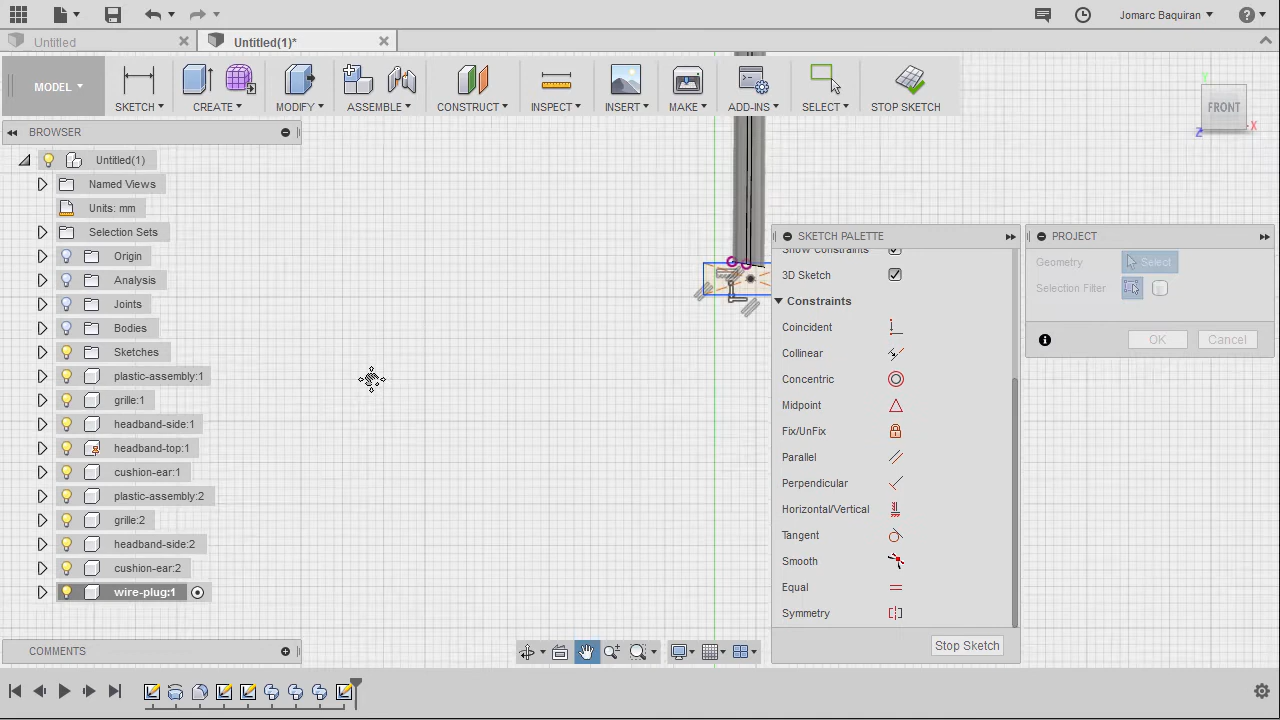 Jomarc Baquiran
Untitled
Untitled(1)*
MODEL
SKETCH
CREATE
MODIFY
ASSEMBLE
CONSTRUCT
INSPECT
INSERT
MAKE
ADD-INS
SELECT
STOP SKETCH
FRONT
Y
X
Z
BROWSER
Untitled(1)
Named Views
Units: mm
Selection Sets
Origin
Analysis
Joints
Bodies
Sketches
plastic-assembly:1
grille:1
headband-side:1
headband-top:1
cushion-ear:1
plastic-assembly:2
grille:2
headband-side:2
cushion-ear:2
wire-plug:1
SKETCH PALETTE
Show Constraints
3D Sketch
Constraints
Coincident
Collinear
Concentric
Midpoint
Fix/UnFix
Parallel
Perpendicular
Horizontal/Vertical
Tangent
Smooth
Equal
Symmetry
Stop Sketch
PROJECT
Geometry
Select
Selection Filter
OK
Cancel
COMMENTS